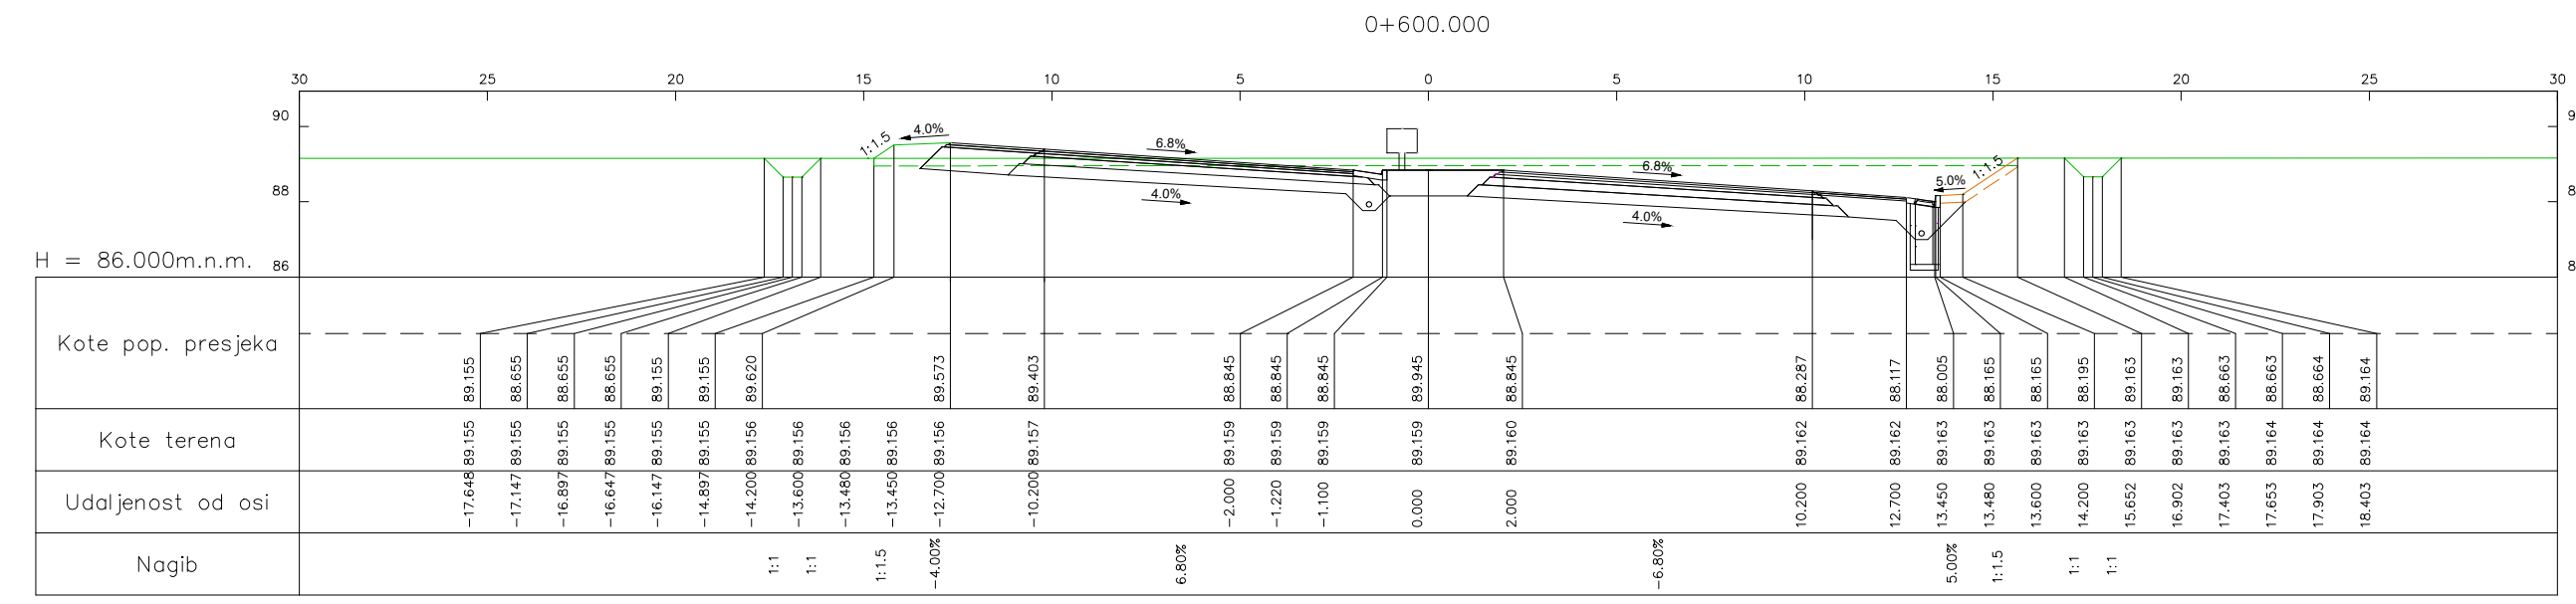 0+600.000
30 25 20 15 10 5 0 5 10 15 20 25 30
90 9
1:1.5 4.0% 6.8% 6.8% 1:1.5
88 4.0% 4.0% 5.0% 8
H = 86.000m.n.m. 86 8
Kote pop. presjeka 89.155 88.655 88.655 88.655 89.155 89.155 89.620 89.573 89.403 88.845 88.845 88.845 89.945 88.845 88.287 88.117 88.005 88.165 88.165 88.195 89.163 89.163 88.663 88.663 88.664 89.164
Kote terena 89.155 89.155 89.155 89.155 89.155 89.155 89.156 89.156 89.156 89.156 89.156 89.157 89.159 89.159 89.159 89.159 89.160 89.162 89.162 89.163 89.163 89.163 89.163 89.163 89.163 89.163 89.164 89.164 89.164
Udaljenost od osi -17.648 -17.147 -16.897 -16.647 -16.147 -14.897 -14.200 -13.600 -13.480 -13.450 -12.700 -10.200 -2.000 -1.220 -1.100 0.000 2.000 10.200 12.700 13.450 13.480 13.600 14.200 15.652 16.902 17.403 17.653 17.903 18.403
Nagib 1:1 1:1 1:1.5 -4.00% 6.80% -6.80% 5.00% 1:1.5 1:1 1:1